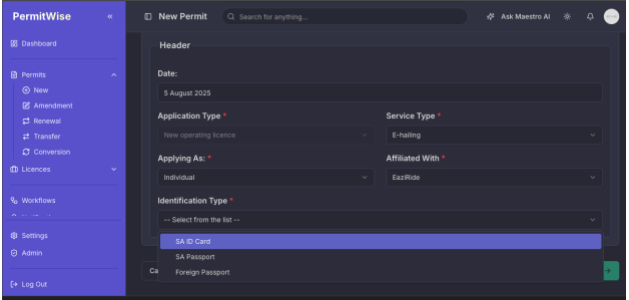 PermitWise «
New Permit
Search for anything...
Ask Maestro AI
Dashboard
Permits
New
Amendment
Renewal
Transfer
Conversion
Licences
Workflows
Settings
Admin
Log Out
Header
Date:
5 August 2025
Application Type *
New operating licence
Service Type *
E-hailing
Applying As: *
Individual
Affiliated With *
EaziRide
Identification Type *
-- Select from the list --
SA ID Card
SA Passport
Foreign Passport
Ca